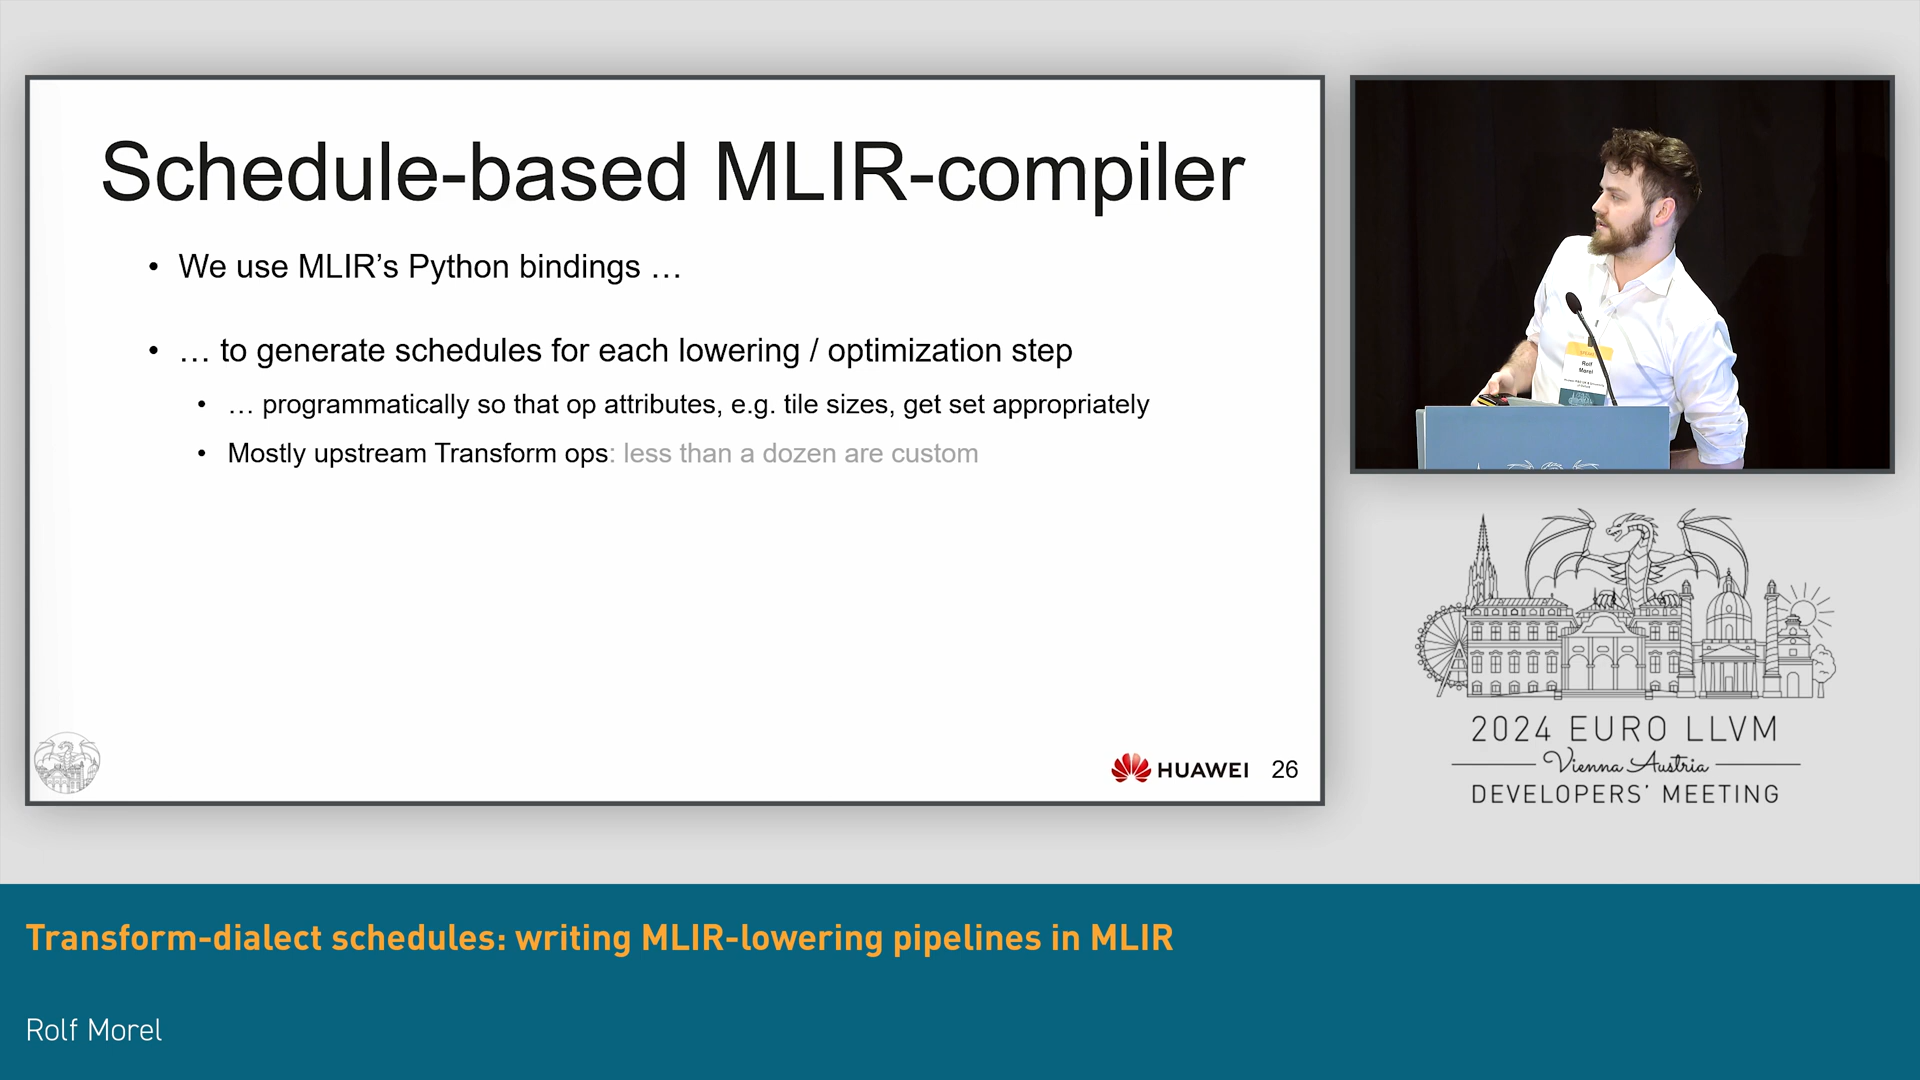 Schedule-based MLIR-compiler
• We use MLIR’s Python bindings …
• … to generate schedules for each lowering / optimization step
• … programmatically so that op attributes, e.g. tile sizes, get set appropriately
• Mostly upstream Transform ops: less than a dozen are custom
HUAWEI 26
Rolf
Morel
2024 EURO LLVM
Vienna Austria
DEVELOPERS’ MEETING
Transform-dialect schedules: writing MLIR-lowering pipelines in MLIR
Rolf Morel